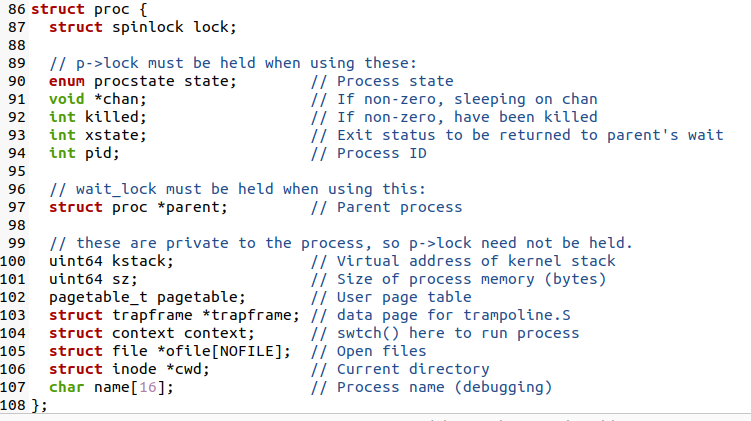 86 struct proc {
87   struct spinlock lock;
88
89   // p->lock must be held when using these:
90   enum procstate state;        // Process state
91   void *chan;                  // If non-zero, sleeping on chan
92   int killed;                  // If non-zero, have been killed
93   int xstate;                  // Exit status to be returned to parent's wait
94   int pid;                     // Process ID
95
96   // wait_lock must be held when using this:
97   struct proc *parent;         // Parent process
98
99   // these are private to the process, so p->lock need not be held.
100   uint64 kstack;               // Virtual address of kernel stack
101   uint64 sz;                   // Size of process memory (bytes)
102   pagetable_t pagetable;       // User page table
103   struct trapframe *trapframe; // data page for trampoline.S
104   struct context context;      // swtch() here to run process
105   struct file *ofile[NOFILE];  // Open files
106   struct inode *cwd;           // Current directory
107   char name[16];               // Process name (debugging)
108 };